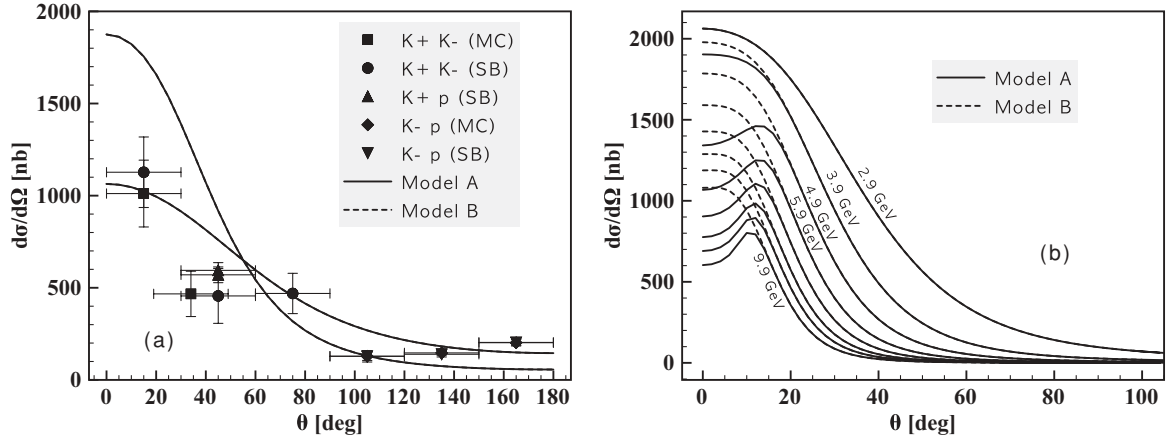 dσ/dΩ [nb]
2000
1500
1000
500
0
K+ K- (MC)
K+ K- (SB)
K+ p (SB)
K- p (MC)
K- p (SB)
Model A
Model B
(a)
0 20 40 60 80 100 120 140 160 180
θ [deg]
dσ/dΩ [nb]
2000
1500
1000
500
0
Model A
Model B
2.9 GeV
3.9 GeV
4.9 GeV
5.9 GeV
9.9 GeV
(b)
0 20 40 60 80 100
θ [deg]